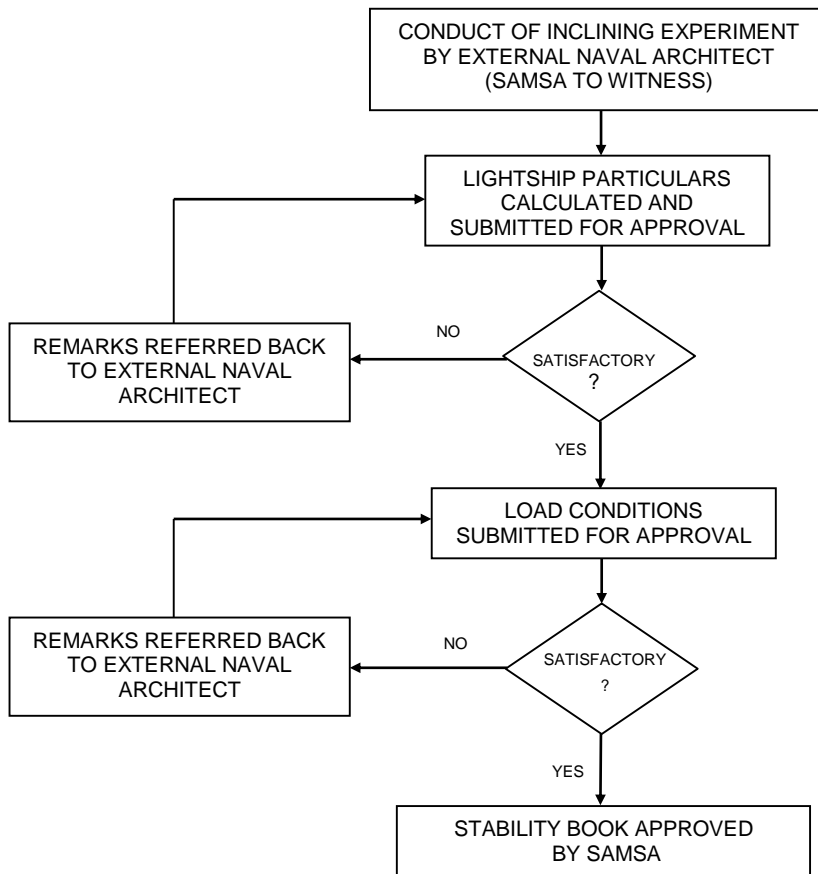 CONDUCT OF INCLINING EXPERIMENT
BY EXTERNAL NAVAL ARCHITECT
(SAMSA TO WITNESS)
LIGHTSHIP PARTICULARS
CALCULATED AND
SUBMITTED FOR APPROVAL
NO
SATISFACTORY
?
REMARKS REFERRED BACK
TO EXTERNAL NAVAL
ARCHITECT
YES
LOAD CONDITIONS
SUBMITTED FOR APPROVAL
NO
SATISFACTORY
?
REMARKS REFERRED BACK
TO EXTERNAL NAVAL
ARCHITECT
YES
STABILITY BOOK APPROVED
BY SAMSA